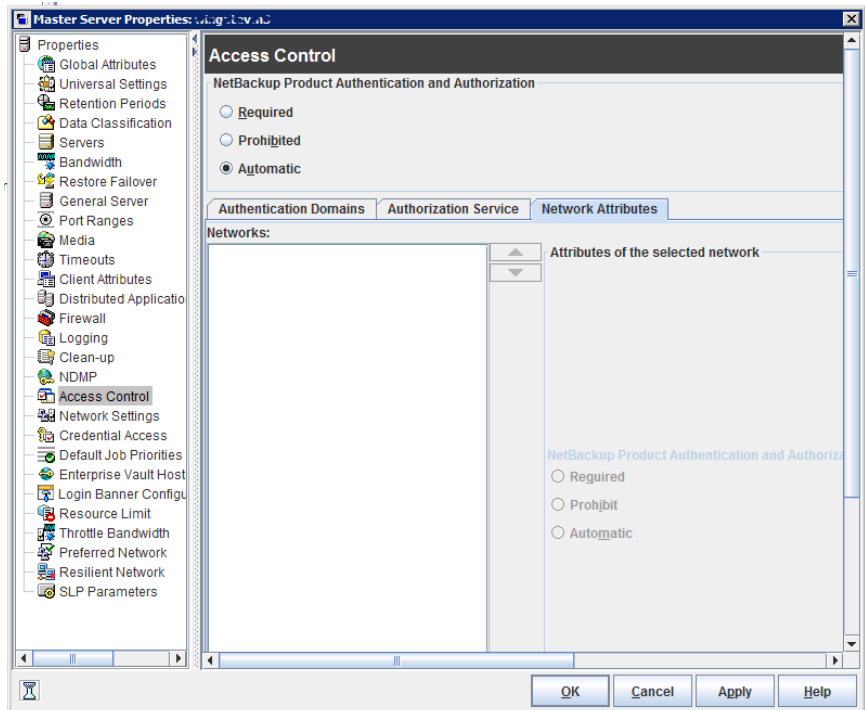 Master Server Properties:
Properties
Global Attributes
Universal Settings
Retention Periods
Data Classification
Servers
Bandwidth
Restore Failover
General Server
Port Ranges
Media
Timeouts
Client Attributes
Distributed Applicatio
Firewall
Logging
Clean-up
NDMP
Access Control
Network Settings
Credential Access
Default Job Priorities
Enterprise Vault Host
Login Banner Configu
Resource Limit
Throttle Bandwidth
Preferred Network
Resilient Network
SLP Parameters
Access Control
NetBackup Product Authentication and Authorization
Required
Prohibited
Automatic
Authentication Domains Authorization Service Network Attributes
Networks:
Attributes of the selected network
NetBackup Product Authentication and Authoriza
Required
Prohibit
Automatic
OK Cancel Apply Help